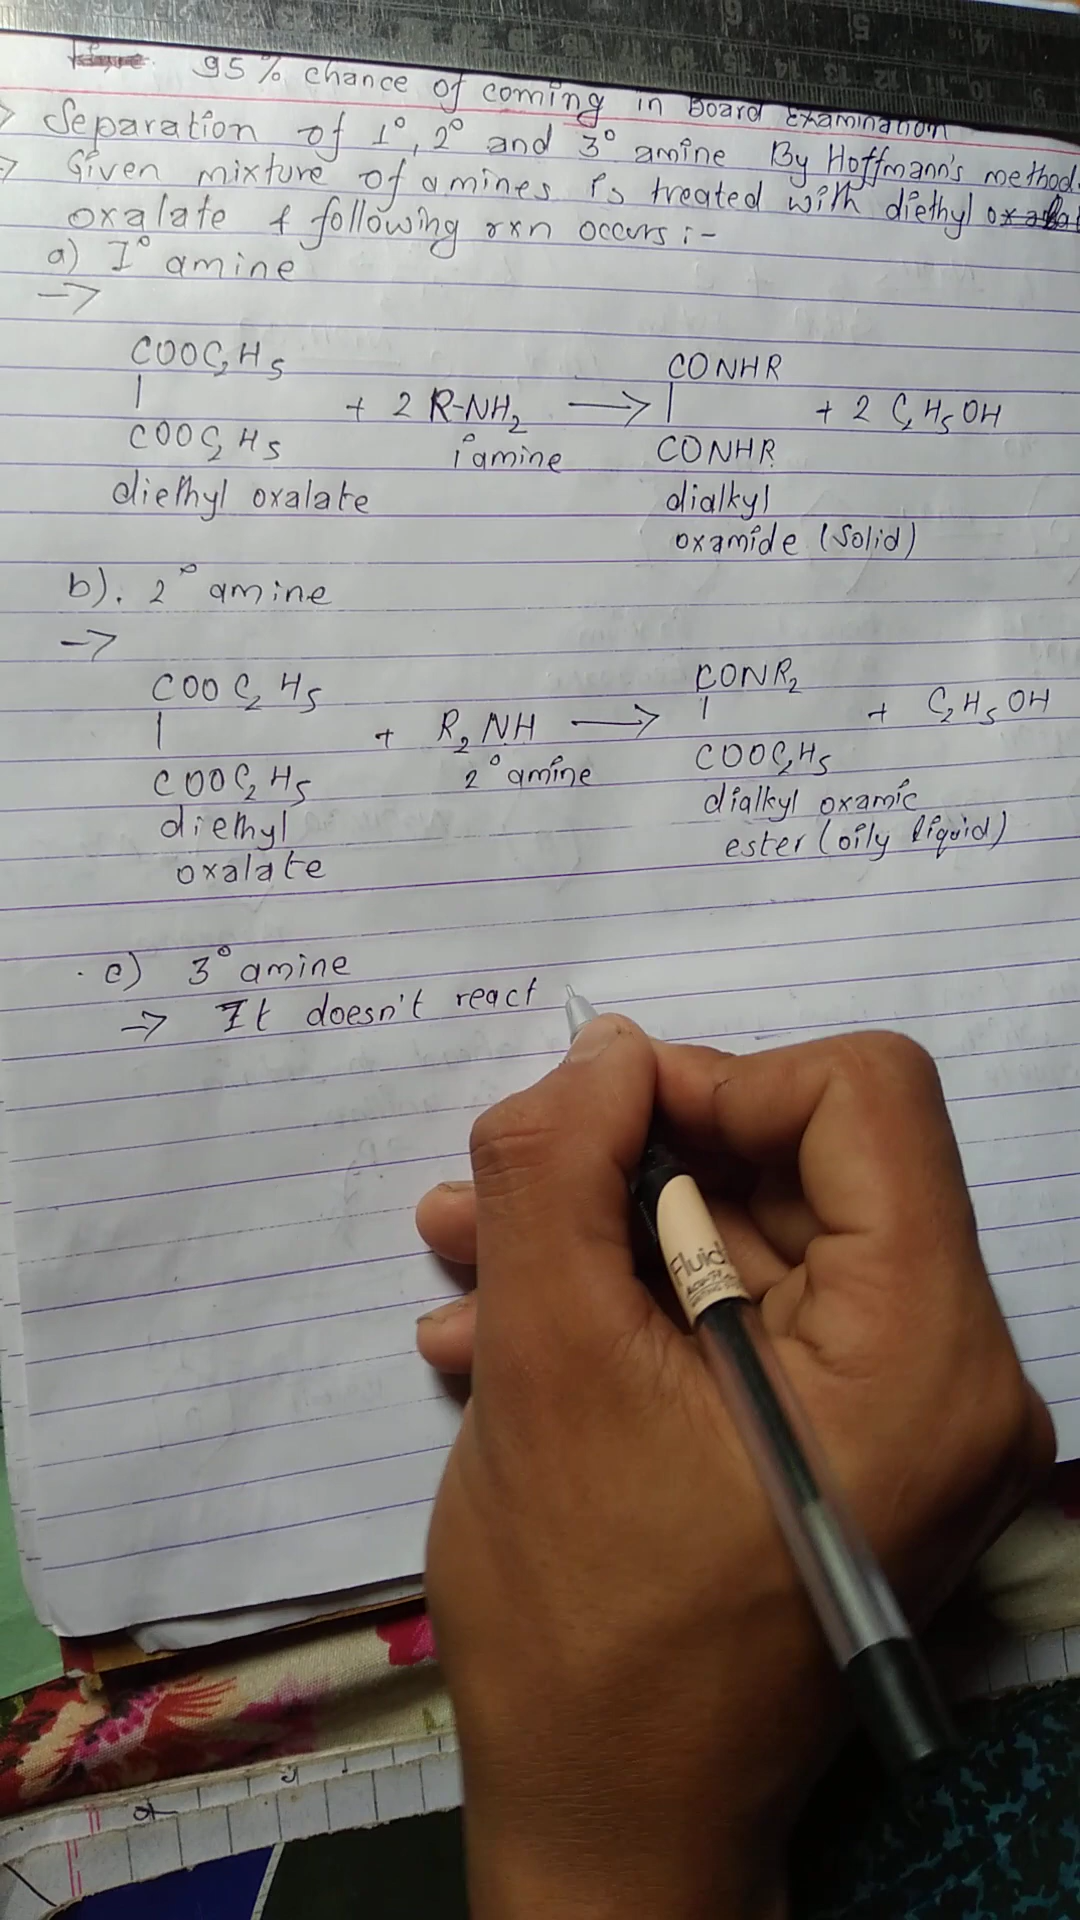 95% chance of coming in Board Examination
Separation of 1°, 2° and 3° amine By Hoffmann's method.
Given mixture of amines is treated with diethyl
oxalate & following rxn occurs :-
a) 1° amine
->
COOC2H5
|
COOC2H5
diethyl oxalate
+ 2 R-NH2 ->
1° amine
CONHR
|
CONHR
dialkyl
oxamide (Solid)
+ 2 C2H5OH
b). 2° amine
->
COOC2H5
|
COOC2H5
diethyl
oxalate
+ R2NH ->
2° amine
CONR2
|
COOC2H5
dialkyl oxamic
ester (oily liquid)
+ C2H5OH
c) 3° amine
-> It doesn't react
Fluid